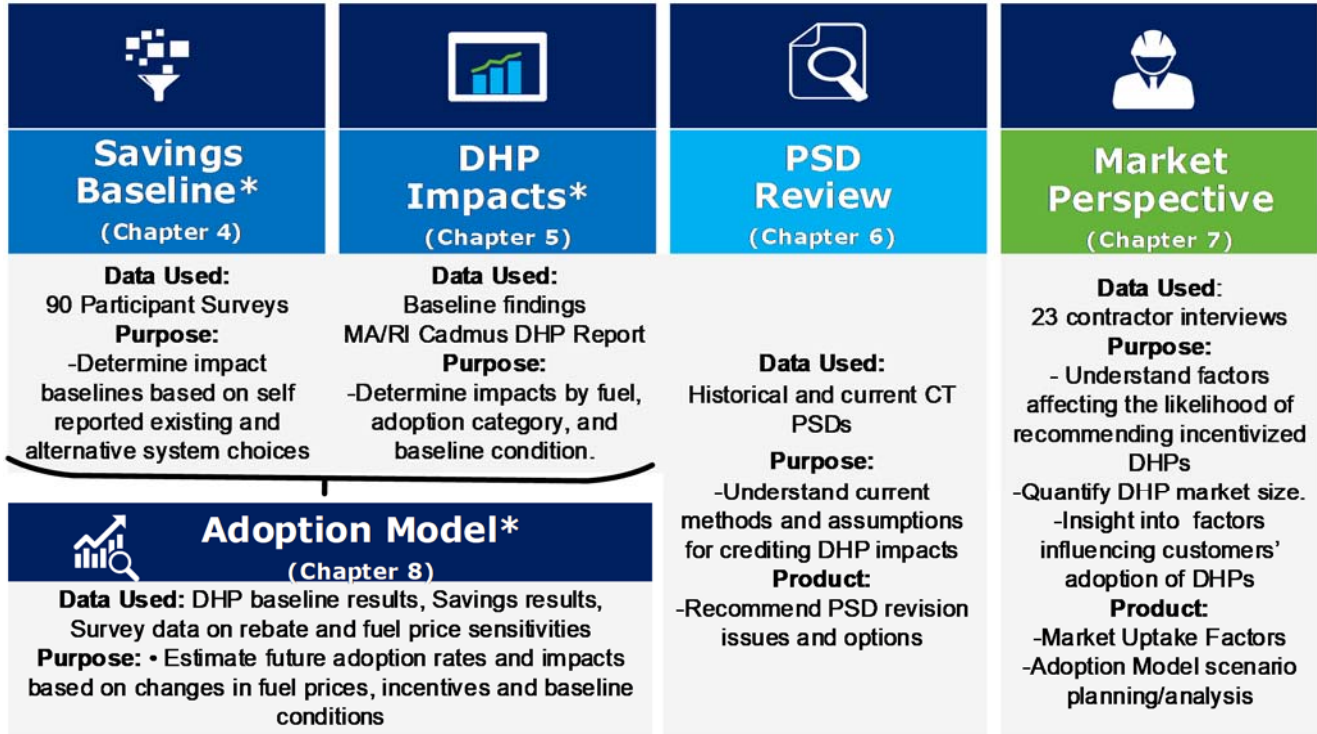 Savings
Baseline*
(Chapter 4)
Data Used:
90 Participant Surveys
Purpose:
-Determine impact
baselines based on self
reported existing and
alternative system choices
DHP
Impacts*
(Chapter 5)
Data Used:
Baseline findings
MA/RI Cadmus DHP Report
Purpose:
-Determine impacts by fuel,
adoption category, and
baseline condition.
Adoption Model*
(Chapter 8)
Data Used: DHP baseline results, Savings results,
Survey data on rebate and fuel price sensitivities
Purpose: • Estimate future adoption rates and impacts
based on changes in fuel prices, incentives and baseline
conditions
PSD
Review
(Chapter 6)
Data Used:
Historical and current CT
PSDs
Purpose:
-Understand current
methods and assumptions
for crediting DHP impacts
Product:
-Recommend PSD revision
issues and options
Market
Perspective
(Chapter 7)
Data Used:
23 contractor interviews
Purpose:
- Understand factors
affecting the likelihood of
recommending incentivized
DHPs
-Quantify DHP market size.
-Insight into factors
influencing customers'
adoption of DHPs
Product:
-Market Uptake Factors
-Adoption Model scenario
planning/analysis